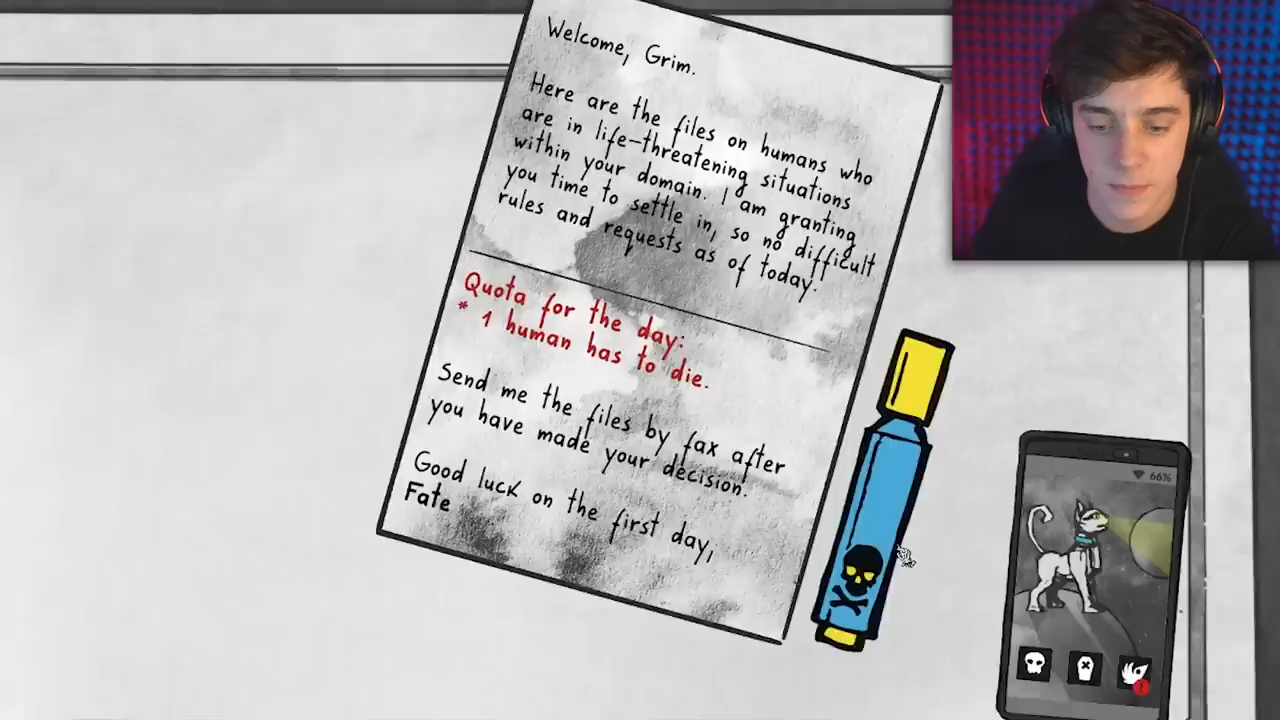 Welcome, Grim.
Here are the files on humans who
are in life-threatening situations
within your domain. I am granting
you time to settle in, so no difficult
rules and requests as of today.
Quota for the day:
* 1 human has to die.
Send me the files by fax after
you have made your decision.
Good luck on the first day,
Fate
66%